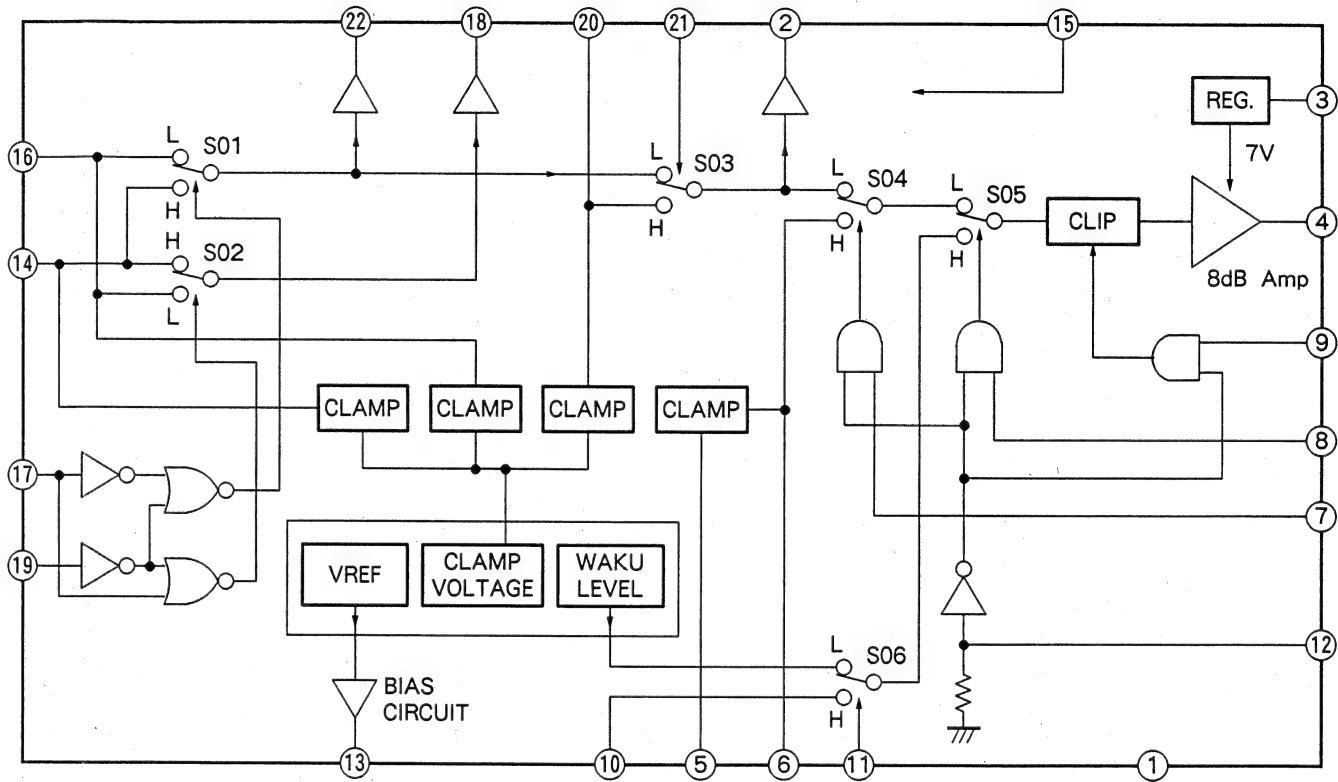 22 18 20 21 2 15
REG. 3
7V
16 L S01
L S03
L S04
L S05
CLIP 4
H
H
H
H
H
14 S02
8dB Amp
L
9
CLAMP CLAMP CLAMP CLAMP
8
17
7
19
VREF
CLAMP
VOLTAGE
WAKU
LEVEL
12
L S06
H
BIAS
CIRCUIT
13 10 5 6 11 1